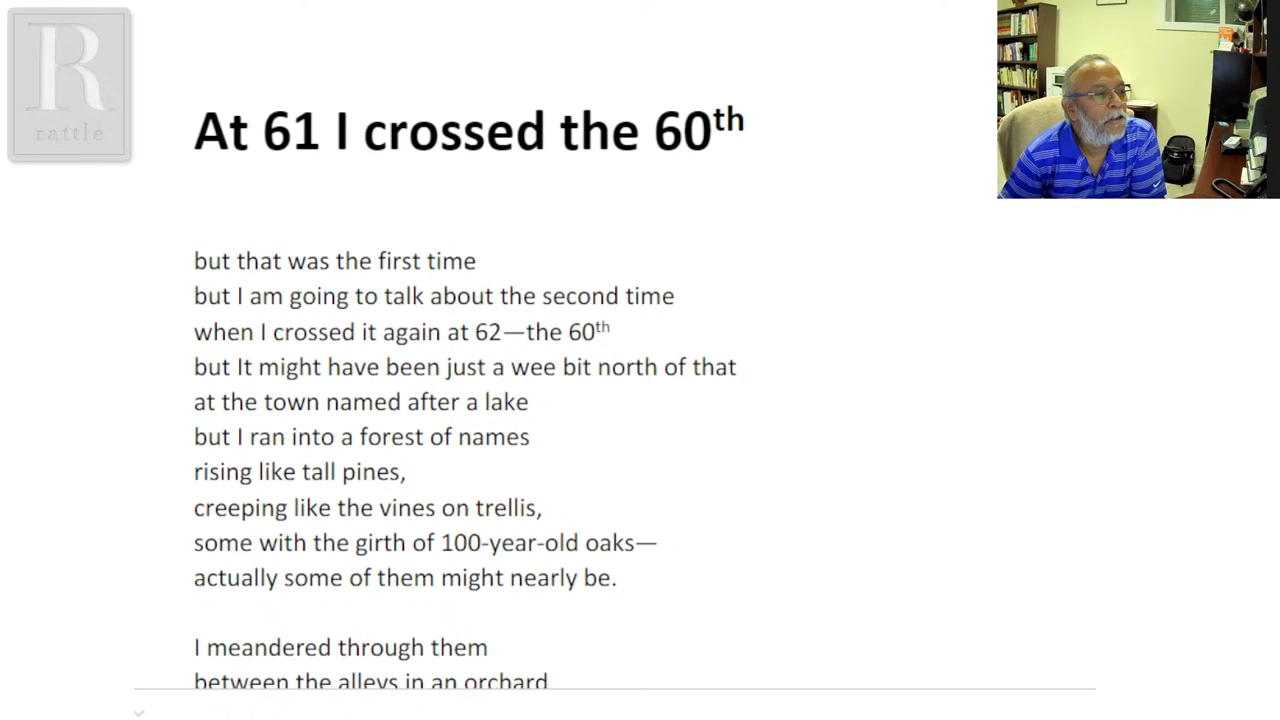 R
rattle
At 61 I crossed the 60th
but that was the first time
but I am going to talk about the second time
when I crossed it again at 62—the 60th
but It might have been just a wee bit north of that
at the town named after a lake
but I ran into a forest of names
rising like tall pines,
creeping like the vines on trellis,
some with the girth of 100-year-old oaks—
actually some of them might nearly be.
I meandered through them
between the alleys in an orchard